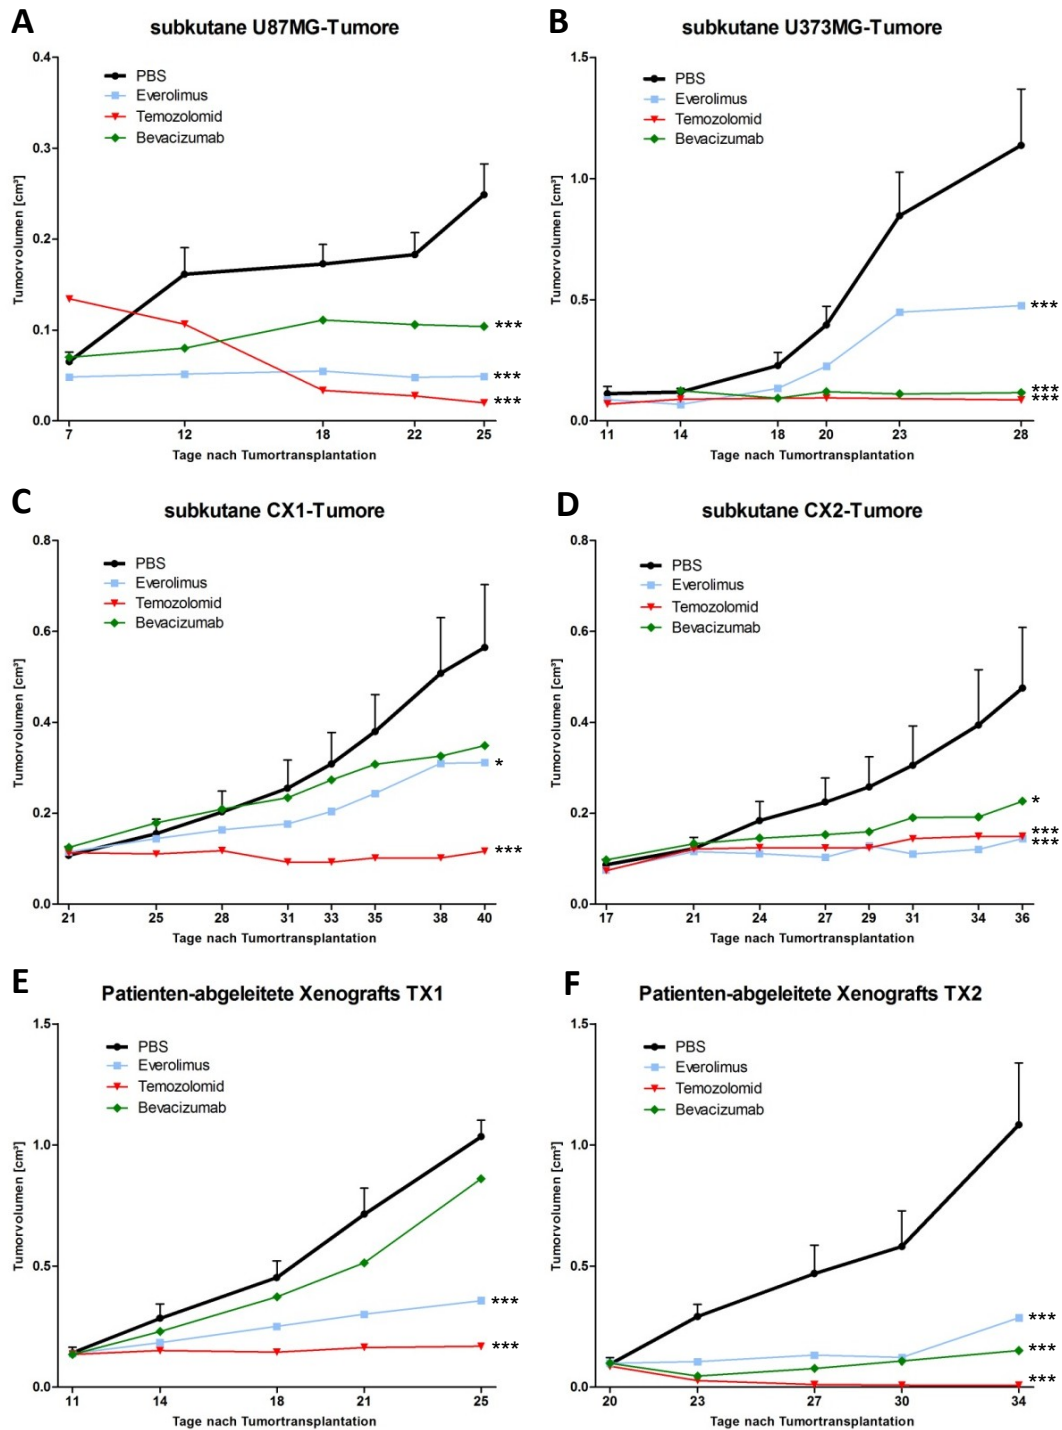 A
subkutane U87MG-Tumore
0.4
0.3
0.2
0.1
0.0
Tumorvolumen [cm³]
PBS
Everolimus
Temozolomid
Bevacizumab
***
***
***
7 12 18 22 25
Tage nach Tumortransplantation
B
subkutane U373MG-Tumore
1.5
1.0
0.5
0.0
Tumorvolumen [cm³]
PBS
Everolimus
Temozolomid
Bevacizumab
***
***
***
11 14 18 20 23 28
Tage nach Tumortransplantation
C
subkutane CX1-Tumore
0.8
0.6
0.4
0.2
0.0
Tumorvolumen [cm³]
PBS
Everolimus
Temozolomid
Bevacizumab
*
***
21 25 28 31 33 35 38 40
Tage nach Tumortransplantation
D
subkutane CX2-Tumore
0.8
0.6
0.4
0.2
0.0
Tumorvolumen [cm³]
PBS
Everolimus
Temozolomid
Bevacizumab
*
***
***
17 21 24 27 29 31 34 36
Tage nach Tumortransplantation
E
Patienten-abgeleitete Xenografts TX1
1.5
1.0
0.5
0.0
Tumorvolumen [cm³]
PBS
Everolimus
Temozolomid
Bevacizumab
***
***
11 14 18 21 25
Tage nach Tumortransplantation
F
Patienten-abgeleitete Xenografts TX2
1.5
1.0
0.5
0.0
Tumorvolumen [cm³]
PBS
Everolimus
Temozolomid
Bevacizumab
***
***
***
20 23 27 30 34
Tage nach Tumortransplantation